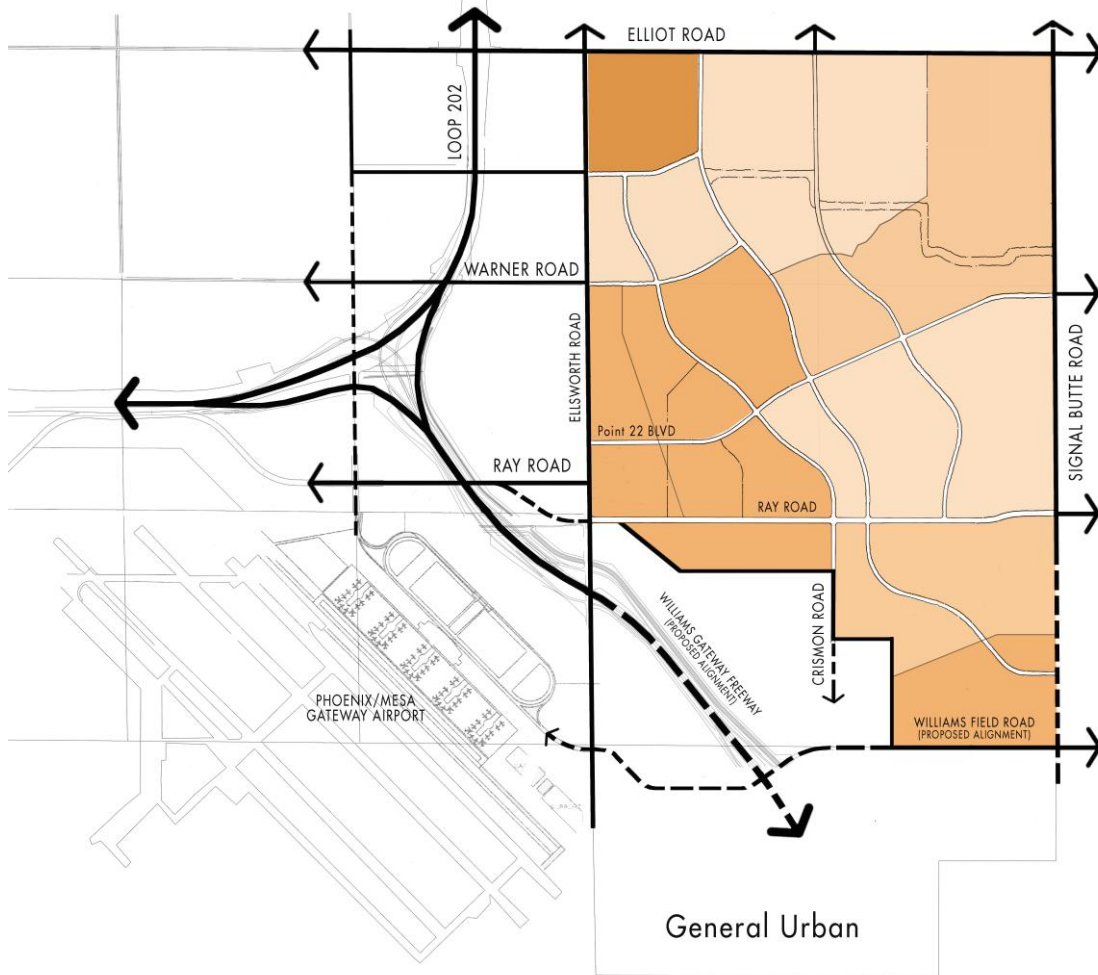 ELLIOT ROAD
LOOP 202
WARNER ROAD
ELLSWORTH ROAD
SIGNAL BUTTE ROAD
Point 22 BLVD
RAY ROAD
RAY ROAD
WILLIAMS GATEWAY FREEWAY
(PROPOSED ALIGNMENT)
CRISMON ROAD
PHOENIX/MESA
GATEWAY AIRPORT
WILLIAMS FIELD ROAD
(PROPOSED ALIGNMENT)
General Urban